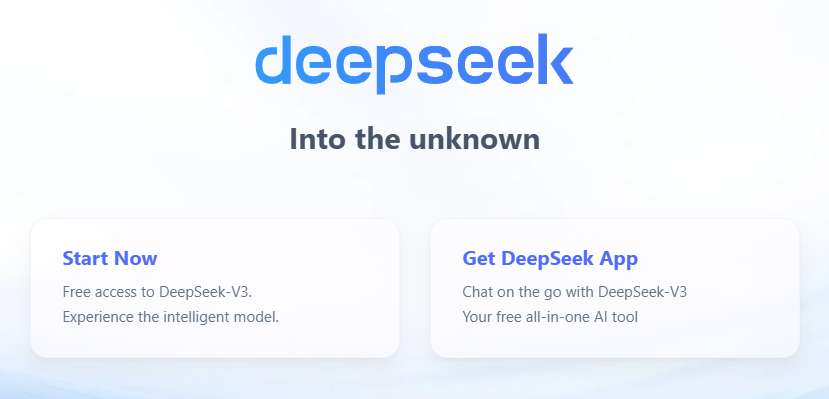 deepseek
Into the unknown
Start Now
Free access to DeepSeek-V3.
Experience the intelligent model.
Get DeepSeek App
Chat on the go with DeepSeek-V3
Your free all-in-one AI tool